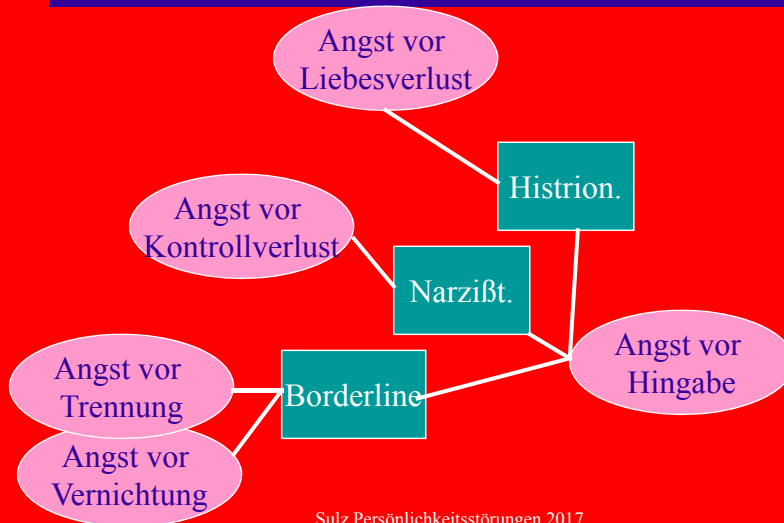 Angst vor
Liebesverlust
Histrion.
Angst vor
Kontrollverlust
Narzißt.
Angst vor
Hingabe
Angst vor
Trennung
Borderline
Angst vor
Vernichtung
Sulz Persönlichkeitsstörungen 2017